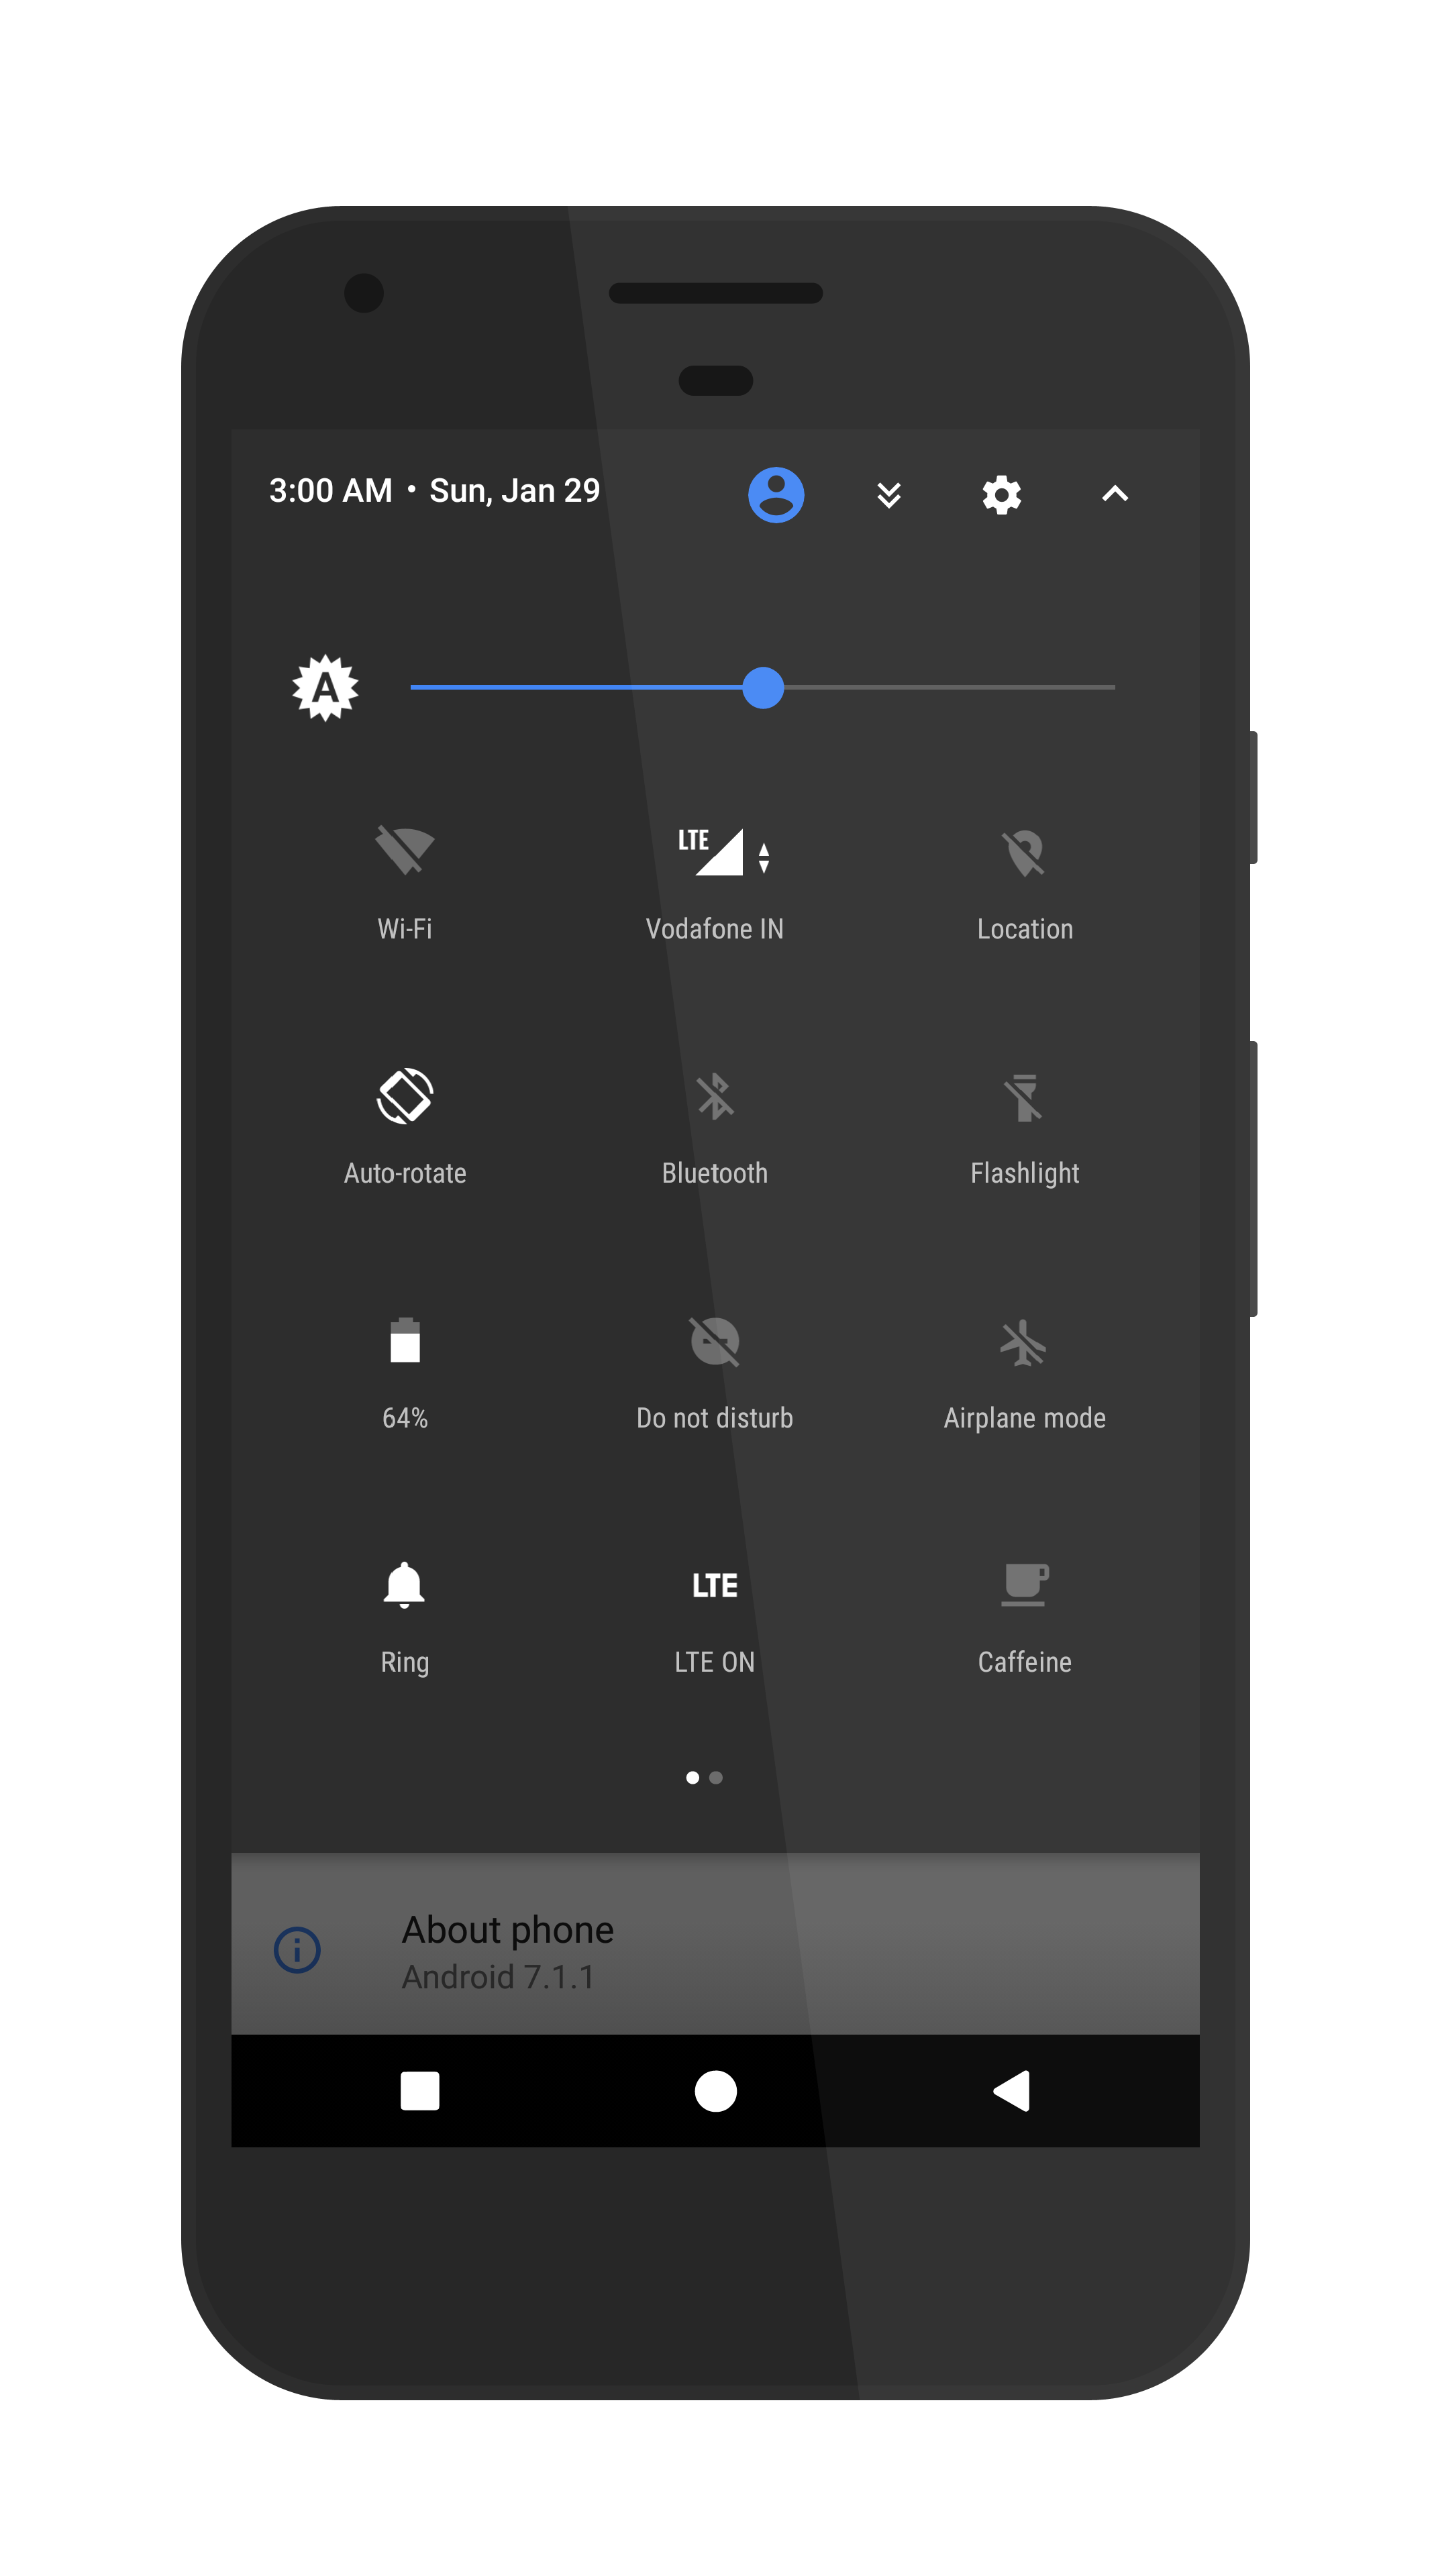 3:00 AM • Sun, Jan 29
A
LTE
Wi-Fi
Vodafone IN
Location
Auto-rotate
Bluetooth
Flashlight
64%
Do not disturb
Airplane mode
LTE
Ring
LTE ON
Caffeine
About phone
Android 7.1.1